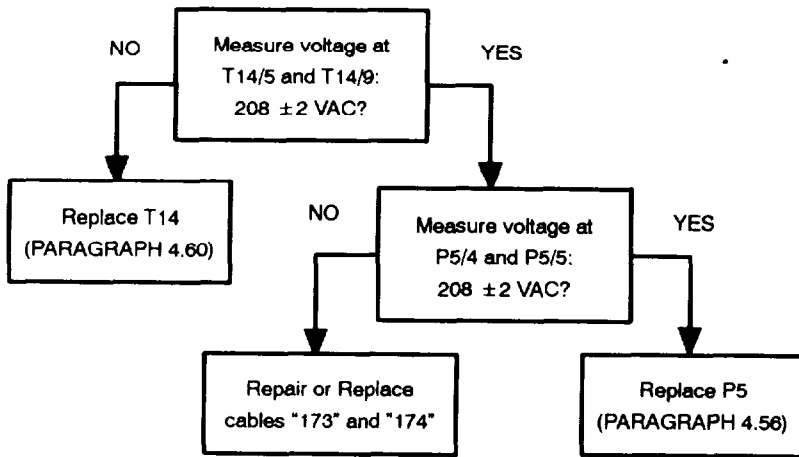 NO
Measure voltage at
T14/5 and T14/9:
208 ±2 VAC?
YES
Replace T14
(PARAGRAPH 4.60)
NO
Measure voltage at
P5/4 and P5/5:
208 ±2 VAC?
YES
Repair or Replace
cables "173" and "174"
Replace P5
(PARAGRAPH 4.56)